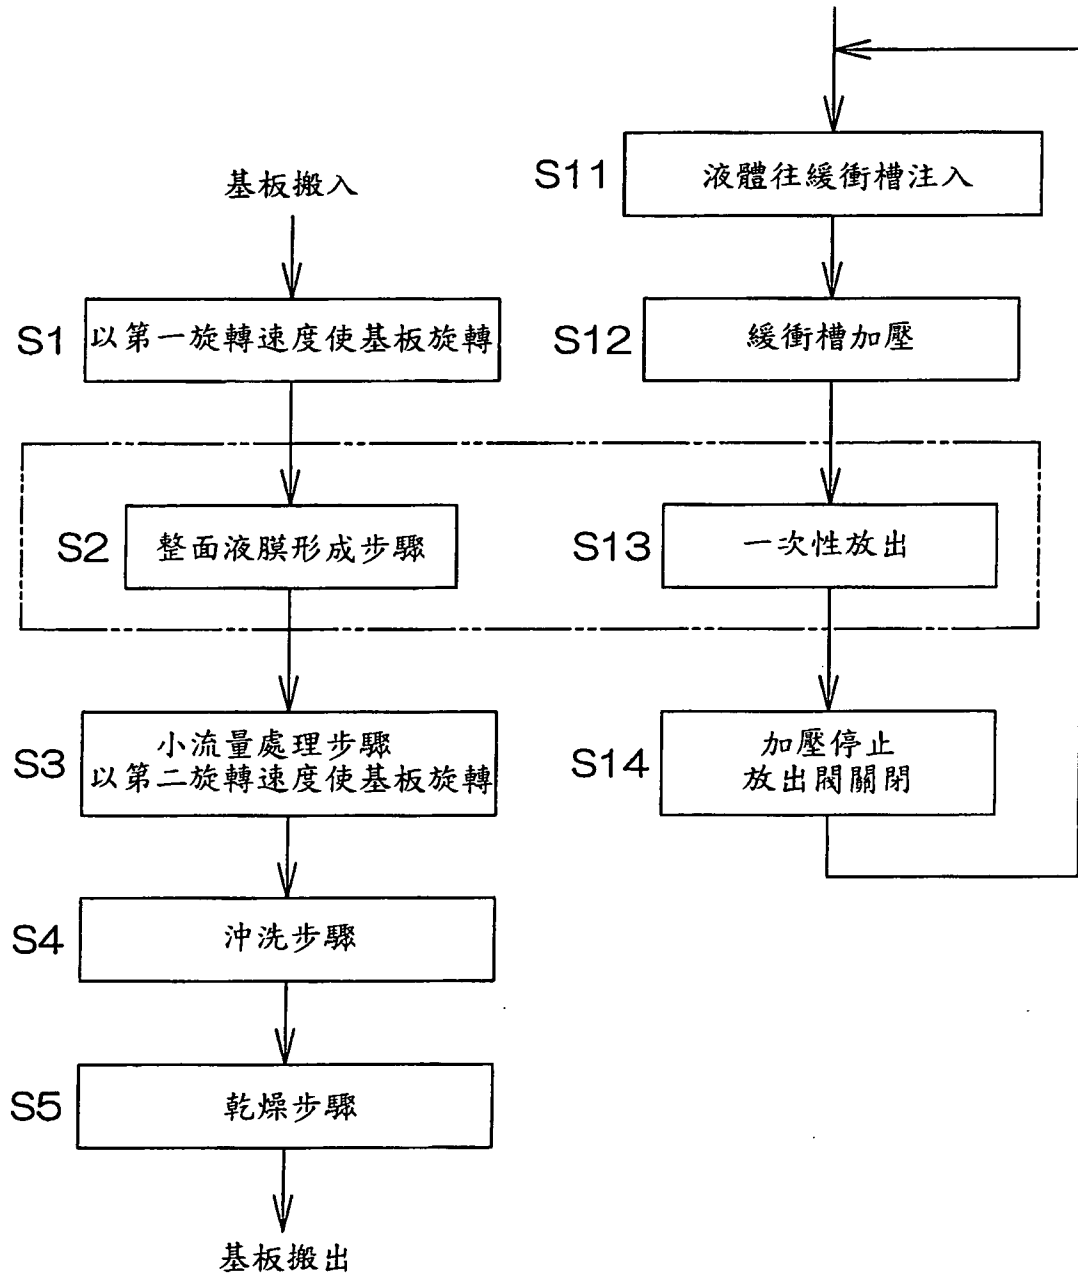 基板搬入
S1
以第一旋轉速度使基板旋轉
S2
整面液膜形成步驟
S3
小流量處理步驟
以第二旋轉速度使基板旋轉
S4
沖洗步驟
S5
乾燥步驟
基板搬出
S11
液體往緩衝槽注入
S12
緩衝槽加壓
S13
一次性放出
S14
加壓停止
放出閥關閉